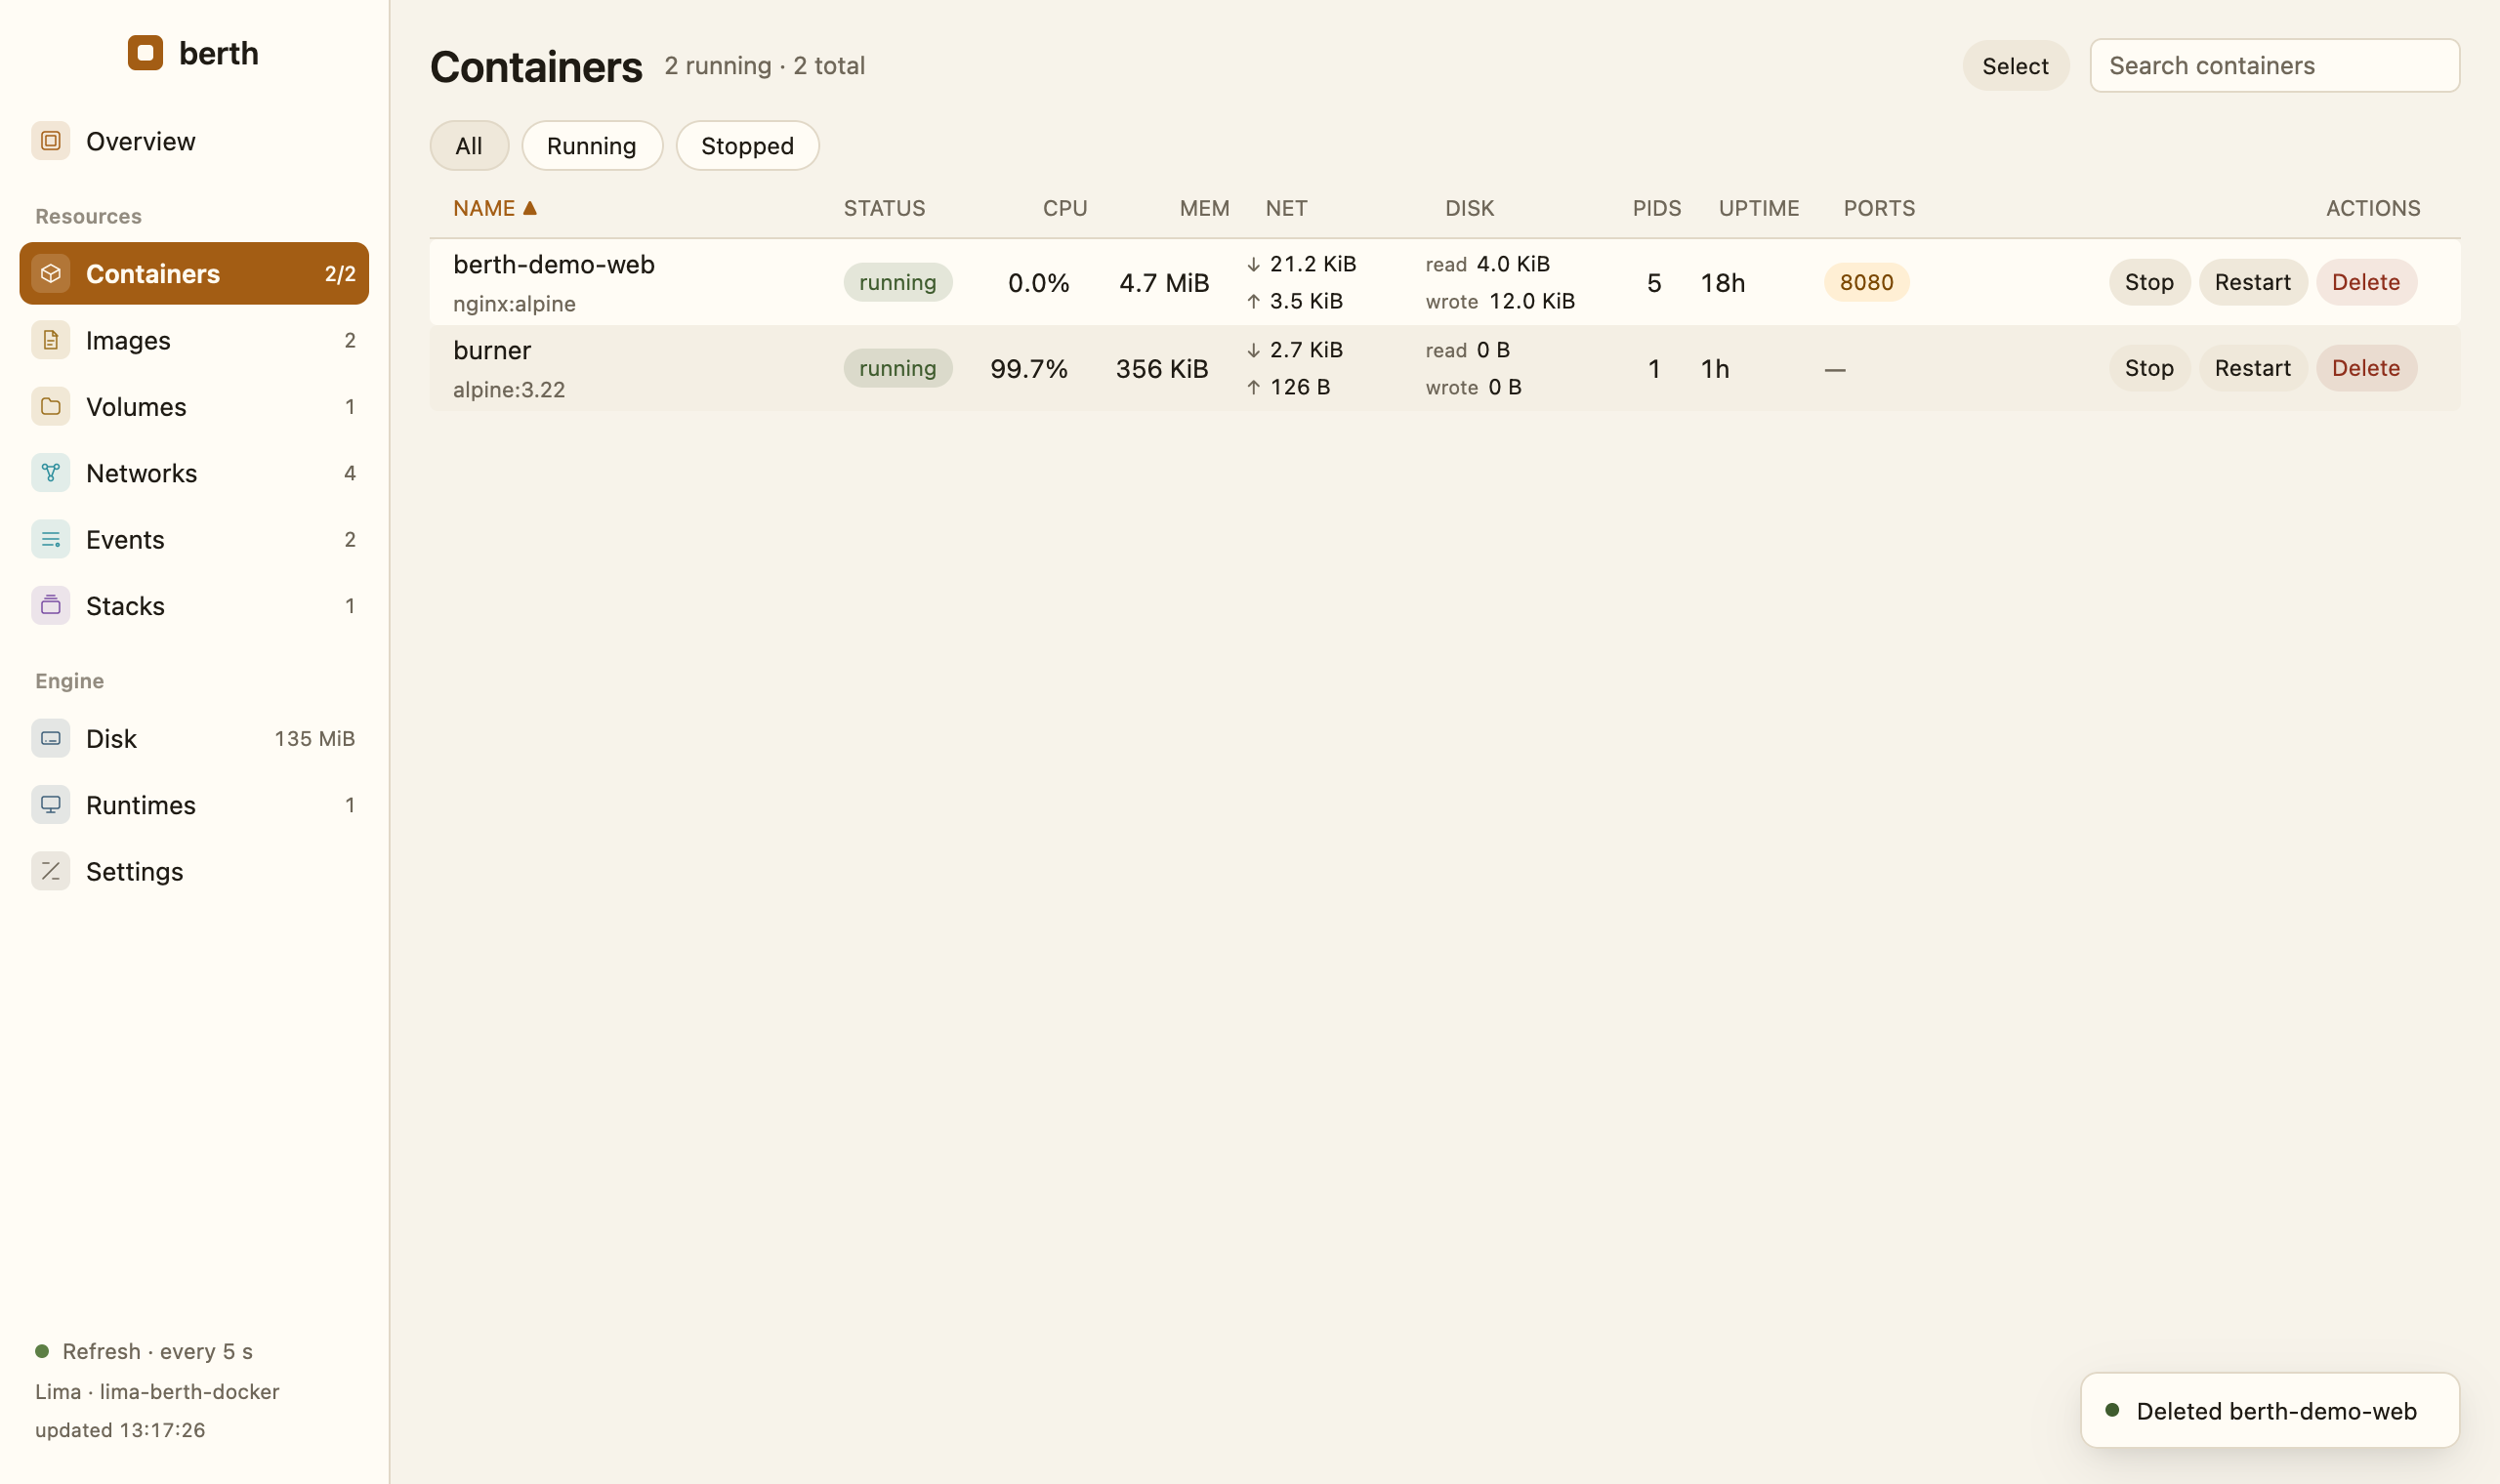 berth
Overview
Resources
Containers 2/2
Images 2
Volumes 1
Networks 4
Events 2
Stacks 1
Engine
Disk 135 MiB
Runtimes 1
Settings
Refresh · every 5 s
Lima · lima-berth-docker
updated 13:17:26
Containers 2 running · 2 total
Select
Search containers
All Running Stopped
NAME ▲ STATUS CPU MEM NET DISK PIDS UPTIME PORTS ACTIONS
berth-demo-web
nginx:alpine
running 0.0% 4.7 MiB
↓ 21.2 KiB
↑ 3.5 KiB
read 4.0 KiB
wrote 12.0 KiB
5 18h 8080 Stop Restart Delete
burner
alpine:3.22
running 99.7% 356 KiB
↓ 2.7 KiB
↑ 126 B
read 0 B
wrote 0 B
1 1h — Stop Restart Delete
Deleted berth-demo-web